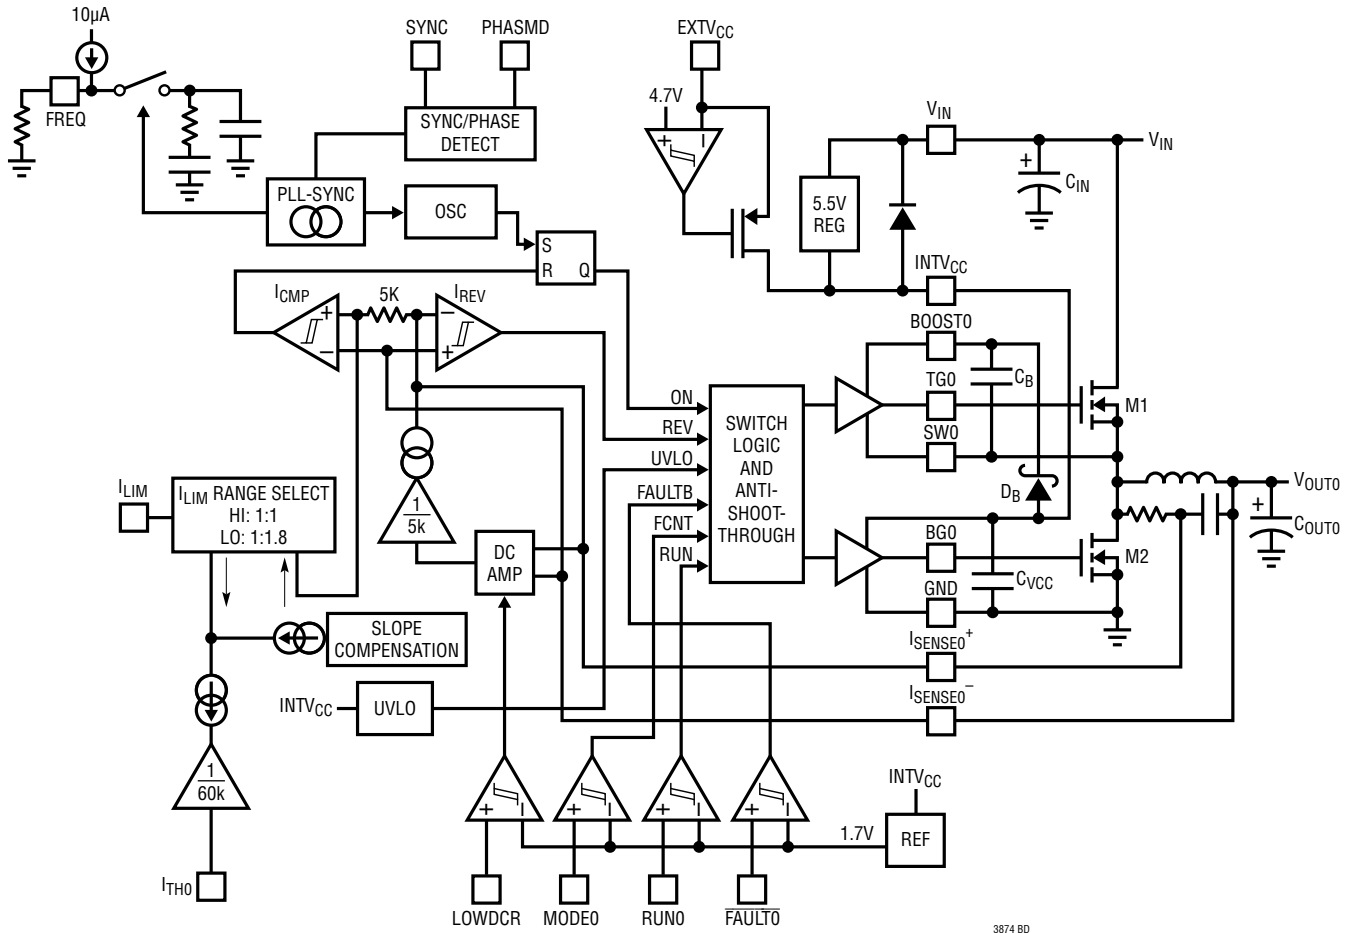 10µA
SYNC
PHASMD
EXTVCC
4.7V
VIN
VIN
FREQ
SYNC/PHASE
DETECT
+
CIN
5.5V
REG
PLL-SYNC
OSC
S
R
Q
INTVCC
ICMP
5K
IREV
BOOST0
TG0
CB
SW0
M1
ON
REV
UVLO
FAULTB
FCNT
RUN
SWITCH
LOGIC
AND
ANTI-
SHOOT-
THROUGH
DB
VOUT0
+
COUT0
ILIM
ILIM RANGE SELECT
HI: 1:1
LO: 1:1.8
1
5k
DC
AMP
BG0
CVCC
GND
M2
SLOPE
COMPENSATION
ISENSE0+
ISENSE0–
INTVCC
UVLO
1
60k
INTVCC
1.7V
REF
ITH0
LOWDCR
MODE0
RUN0
FAULT0
3874 BD